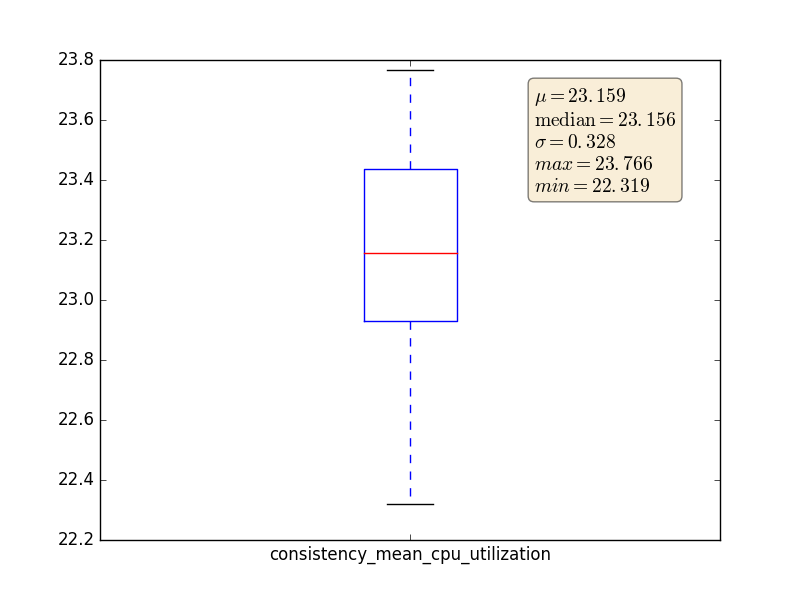 23.8
23.6
23.4
23.2
23.0
22.8
22.6
22.4
22.2
μ = 23.159
median = 23.156
σ = 0.328
max = 23.766
min = 22.319
consistency_mean_cpu_utilization